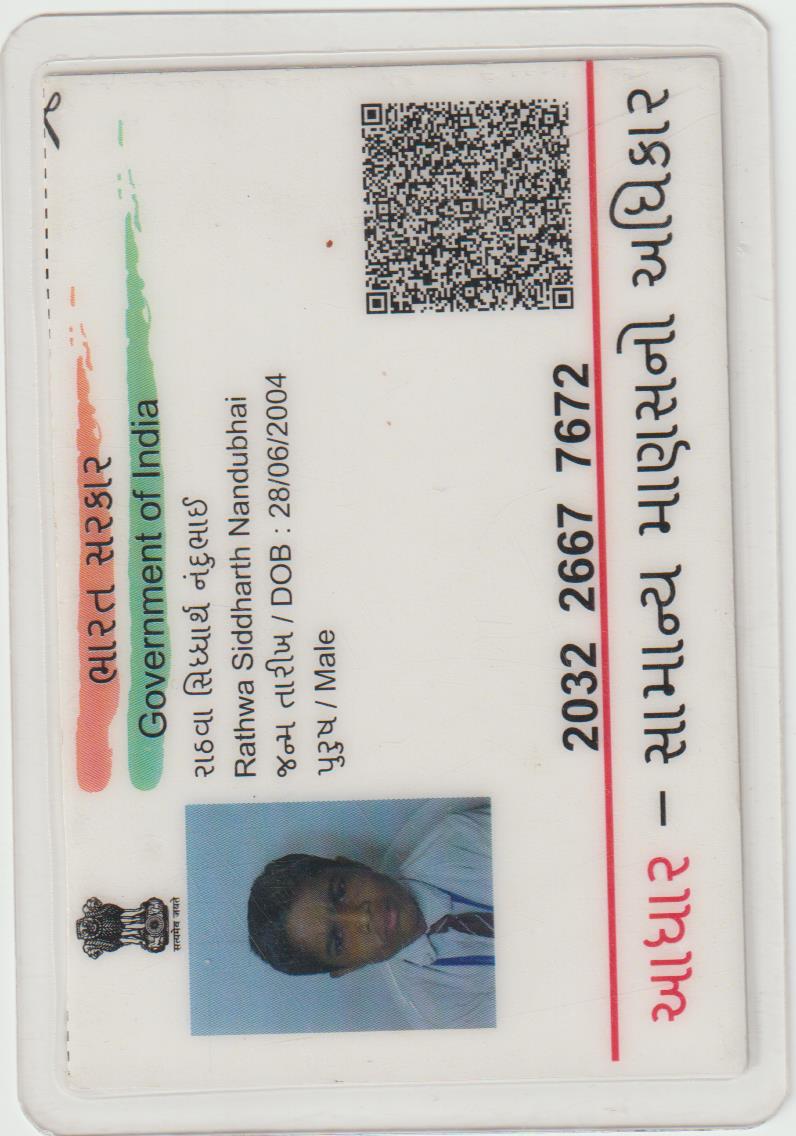 ભારત સરકાર
Government of India
सत्यमेव जयते
રાઠવા સિધ્ધાર્થ નંદુભાઈ
Rathwa Siddharth Nandubhai
જન્મ તારીખ / DOB : 28/06/2004
પુરુષ / Male
2032 2667 7672
આધાર – સામાન્ય માણસનો અધિકાર